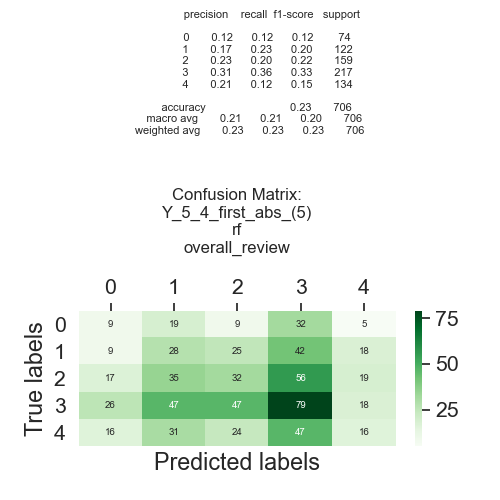 precision recall f1-score support
0 0.12 0.12 0.12 74
1 0.17 0.23 0.20 122
2 0.23 0.20 0.22 159
3 0.31 0.36 0.33 217
4 0.21 0.12 0.15 134
accuracy 0.23 706
macro avg 0.21 0.21 0.20 706
weighted avg 0.23 0.23 0.23 706
Confusion Matrix:
Y_5_4_first_abs_(5)
rf
overall_review
0 1 2 3 4
0 9 19 9 32 5
1 9 28 25 42 18
2 17 35 32 56 19
3 26 47 47 79 18
4 16 31 24 47 16
True labels
Predicted labels
75
50
25